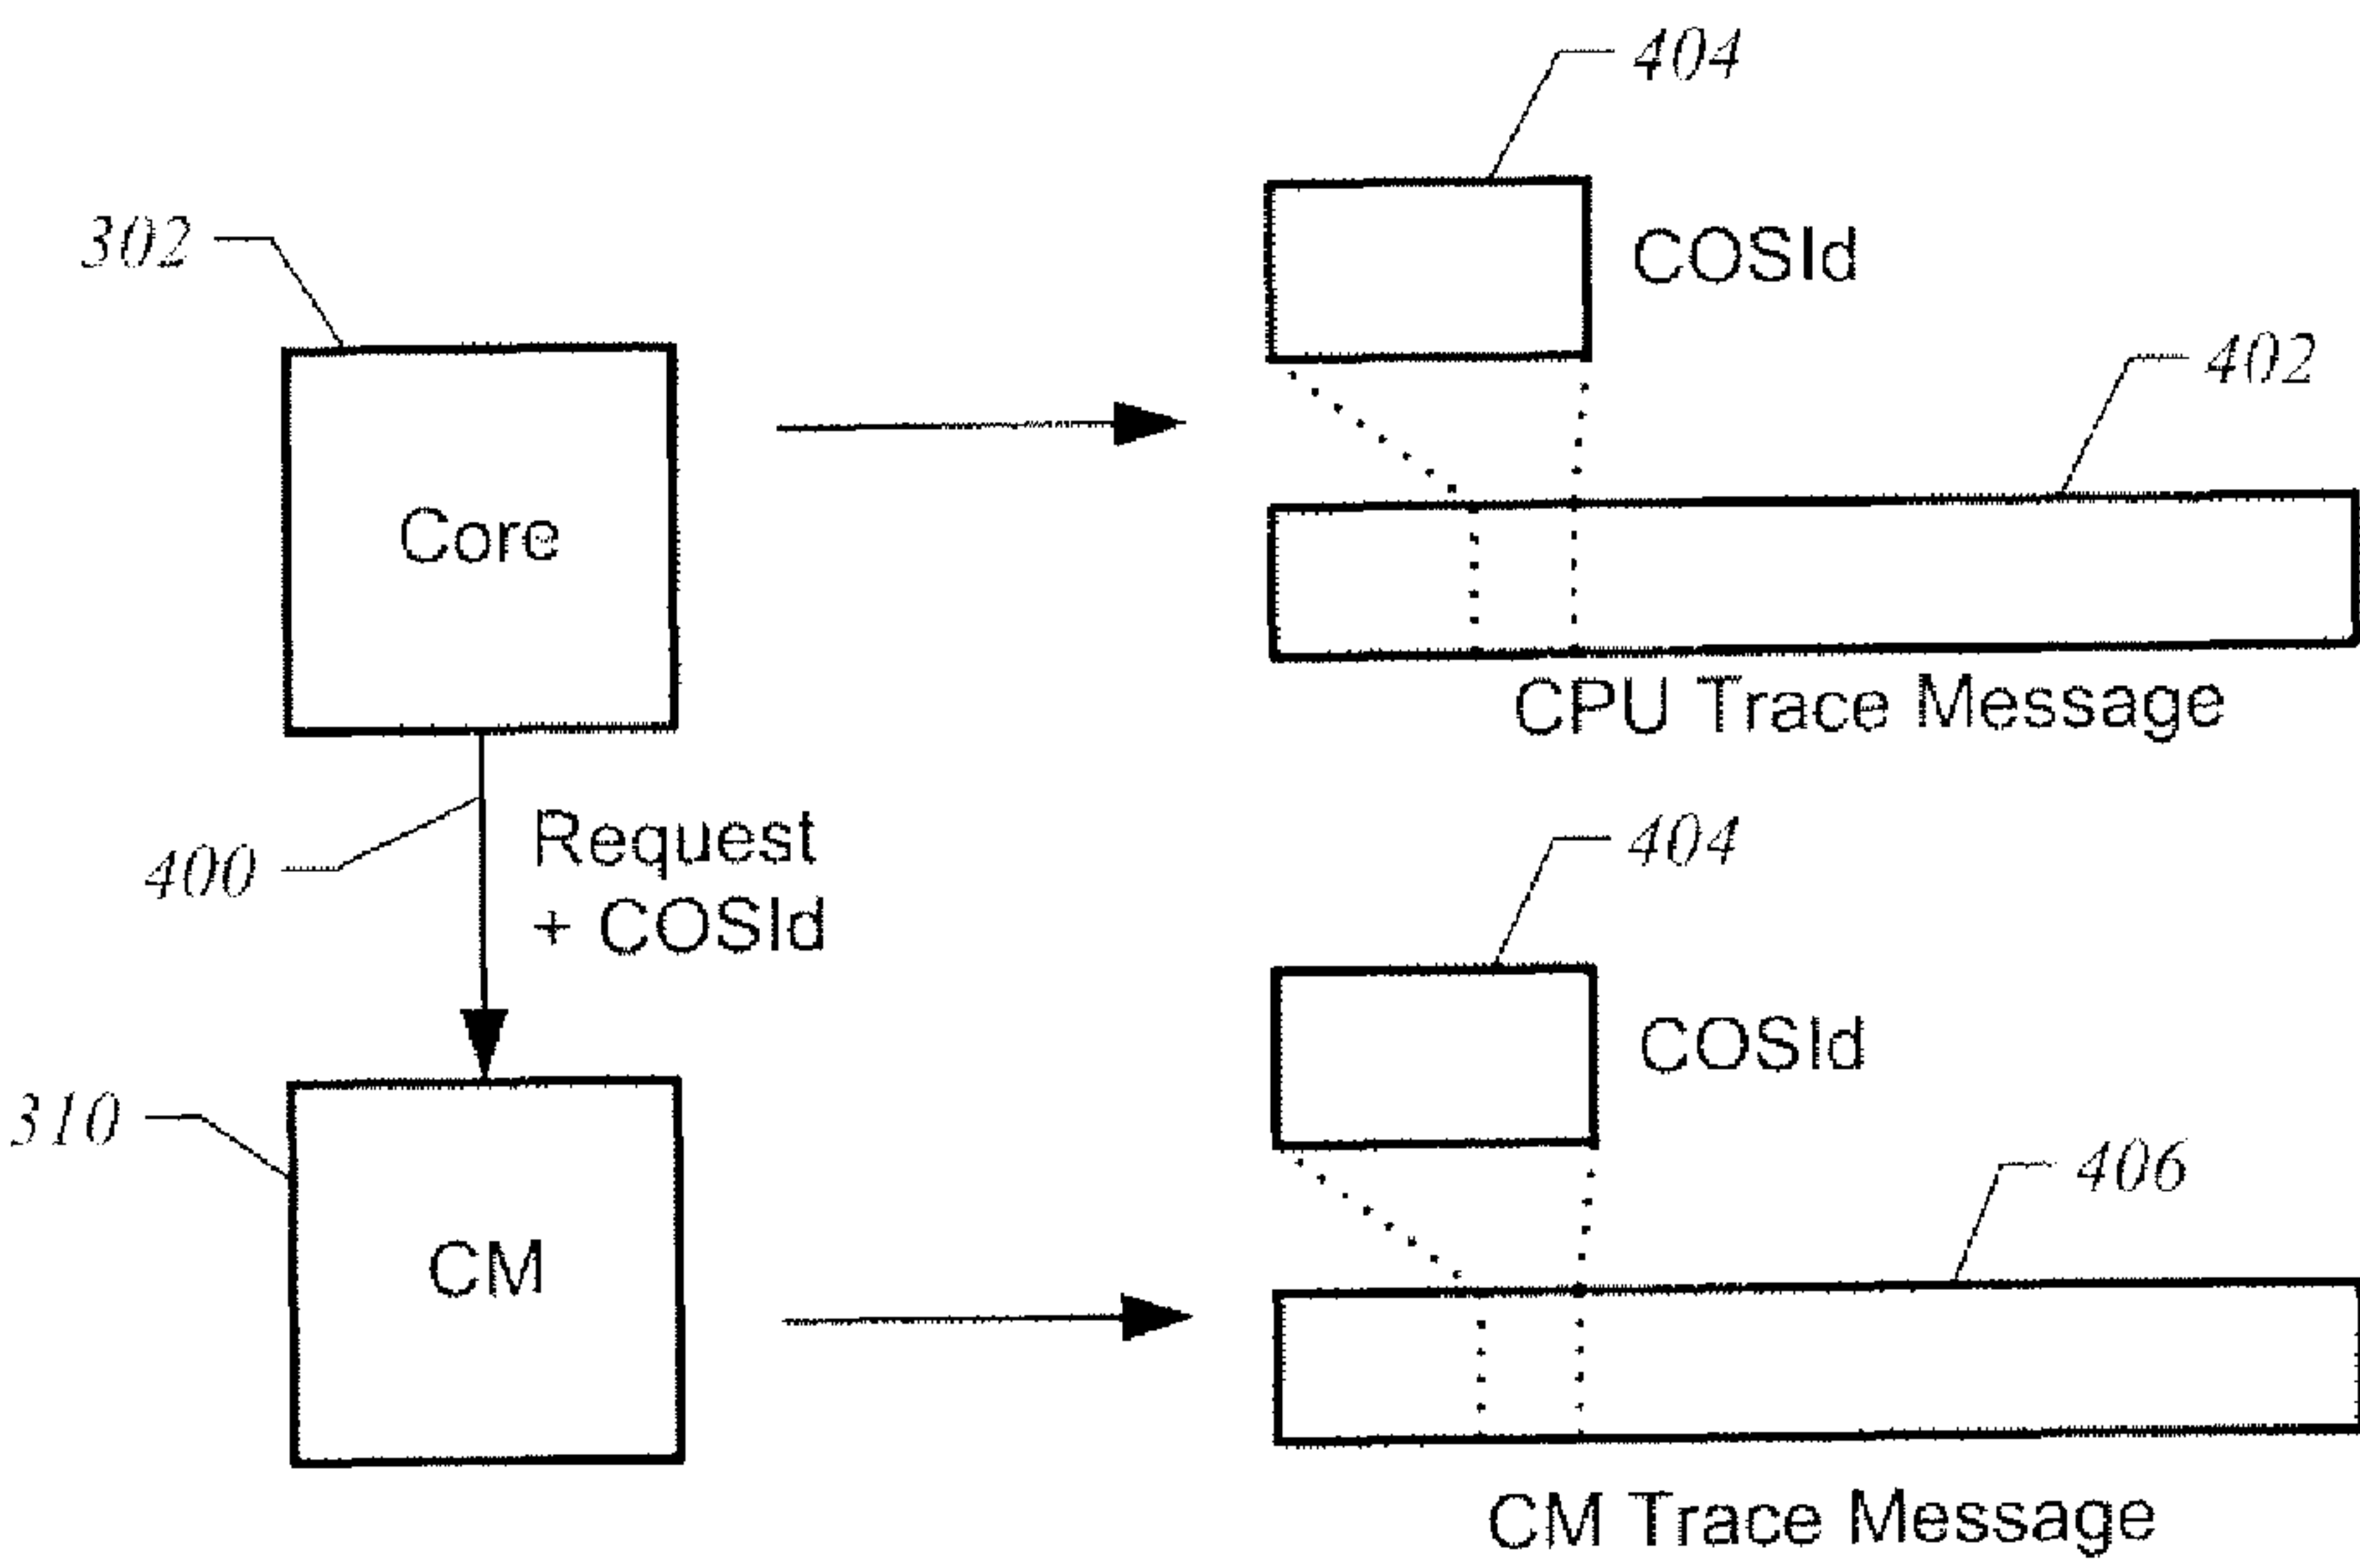 404
302
COSId
402
Core
CPU Trace Message
Request
+ COSId
400
404
COSId
310
406
CM
CM Trace Message